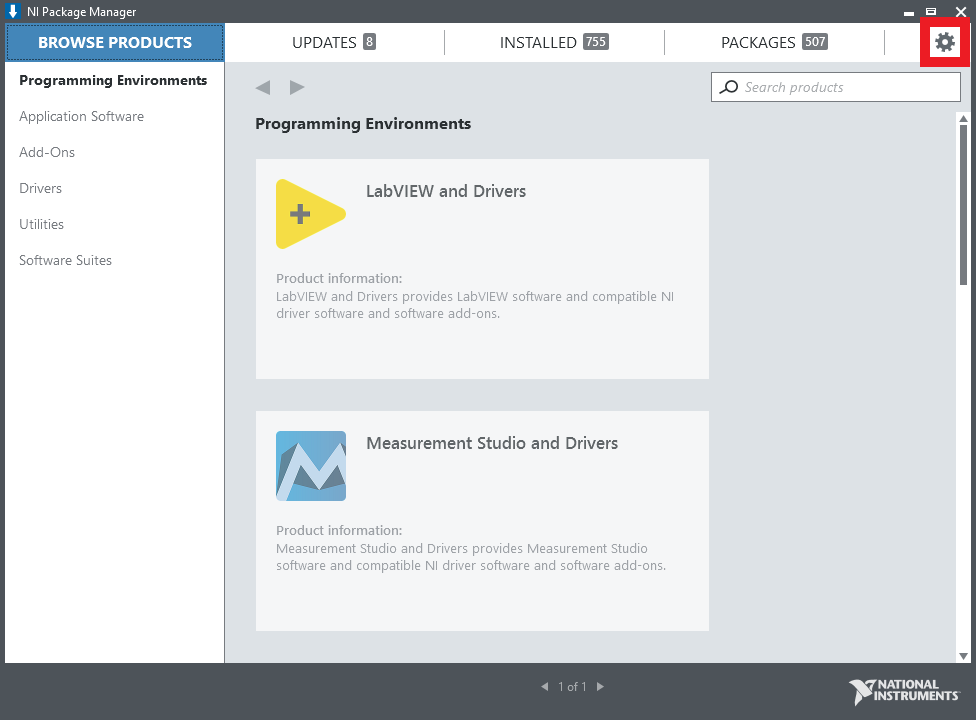 NI Package Manager
BROWSE PRODUCTS
UPDATES 8
INSTALLED 755
PACKAGES 507
Programming Environments
Application Software
Add-Ons
Drivers
Utilities
Software Suites
Search products
Programming Environments
LabVIEW and Drivers
Product information:
LabVIEW and Drivers provides LabVIEW software and compatible NI
driver software and software add-ons.
Measurement Studio and Drivers
Product information:
Measurement Studio and Drivers provides Measurement Studio
software and compatible NI driver software and software add-ons.
1 of 1
NATIONAL
INSTRUMENTS